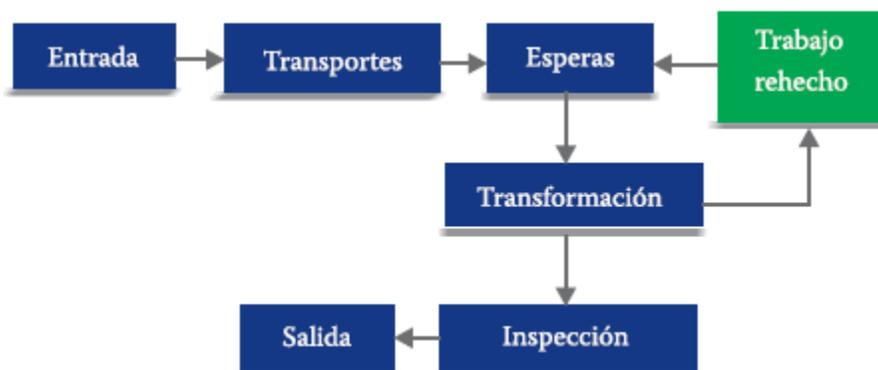 Entrada
Transportes
Esperas
Trabajo
rehecho
Transformación
Salida
Inspección